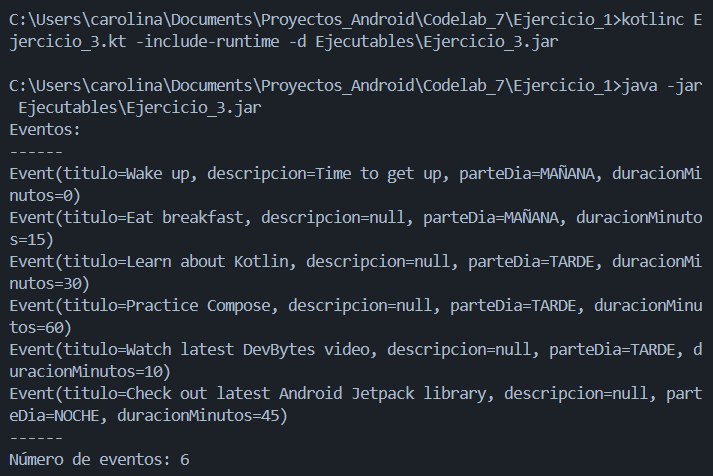 C:\Users\carolina\Documents\Proyectos_Android\Codelab_7\Ejercicio_1>kotlinc E
jercicio_3.kt -include-runtime -d Ejecutables\Ejercicio_3.jar
C:\Users\carolina\Documents\Proyectos_Android\Codelab_7\Ejercicio_1>java -jar
Ejecutables\Ejercicio_3.jar
Eventos:
------
Event(titulo=Wake up, descripcion=Time to get up, parteDia=MAÑANA, duracionMi
nutos=0)
Event(titulo=Eat breakfast, descripcion=null, parteDia=MAÑANA, duracionMinuto
s=15)
Event(titulo=Learn about Kotlin, descripcion=null, parteDia=TARDE, duracionMi
nutos=30)
Event(titulo=Practice Compose, descripcion=null, parteDia=TARDE, duracionMinu
tos=60)
Event(titulo=Watch latest DevBytes video, descripcion=null, parteDia=TARDE, d
uracionMinutos=10)
Event(titulo=Check out latest Android Jetpack library, descripcion=null, part
eDia=NOCHE, duracionMinutos=45)
------
Número de eventos: 6